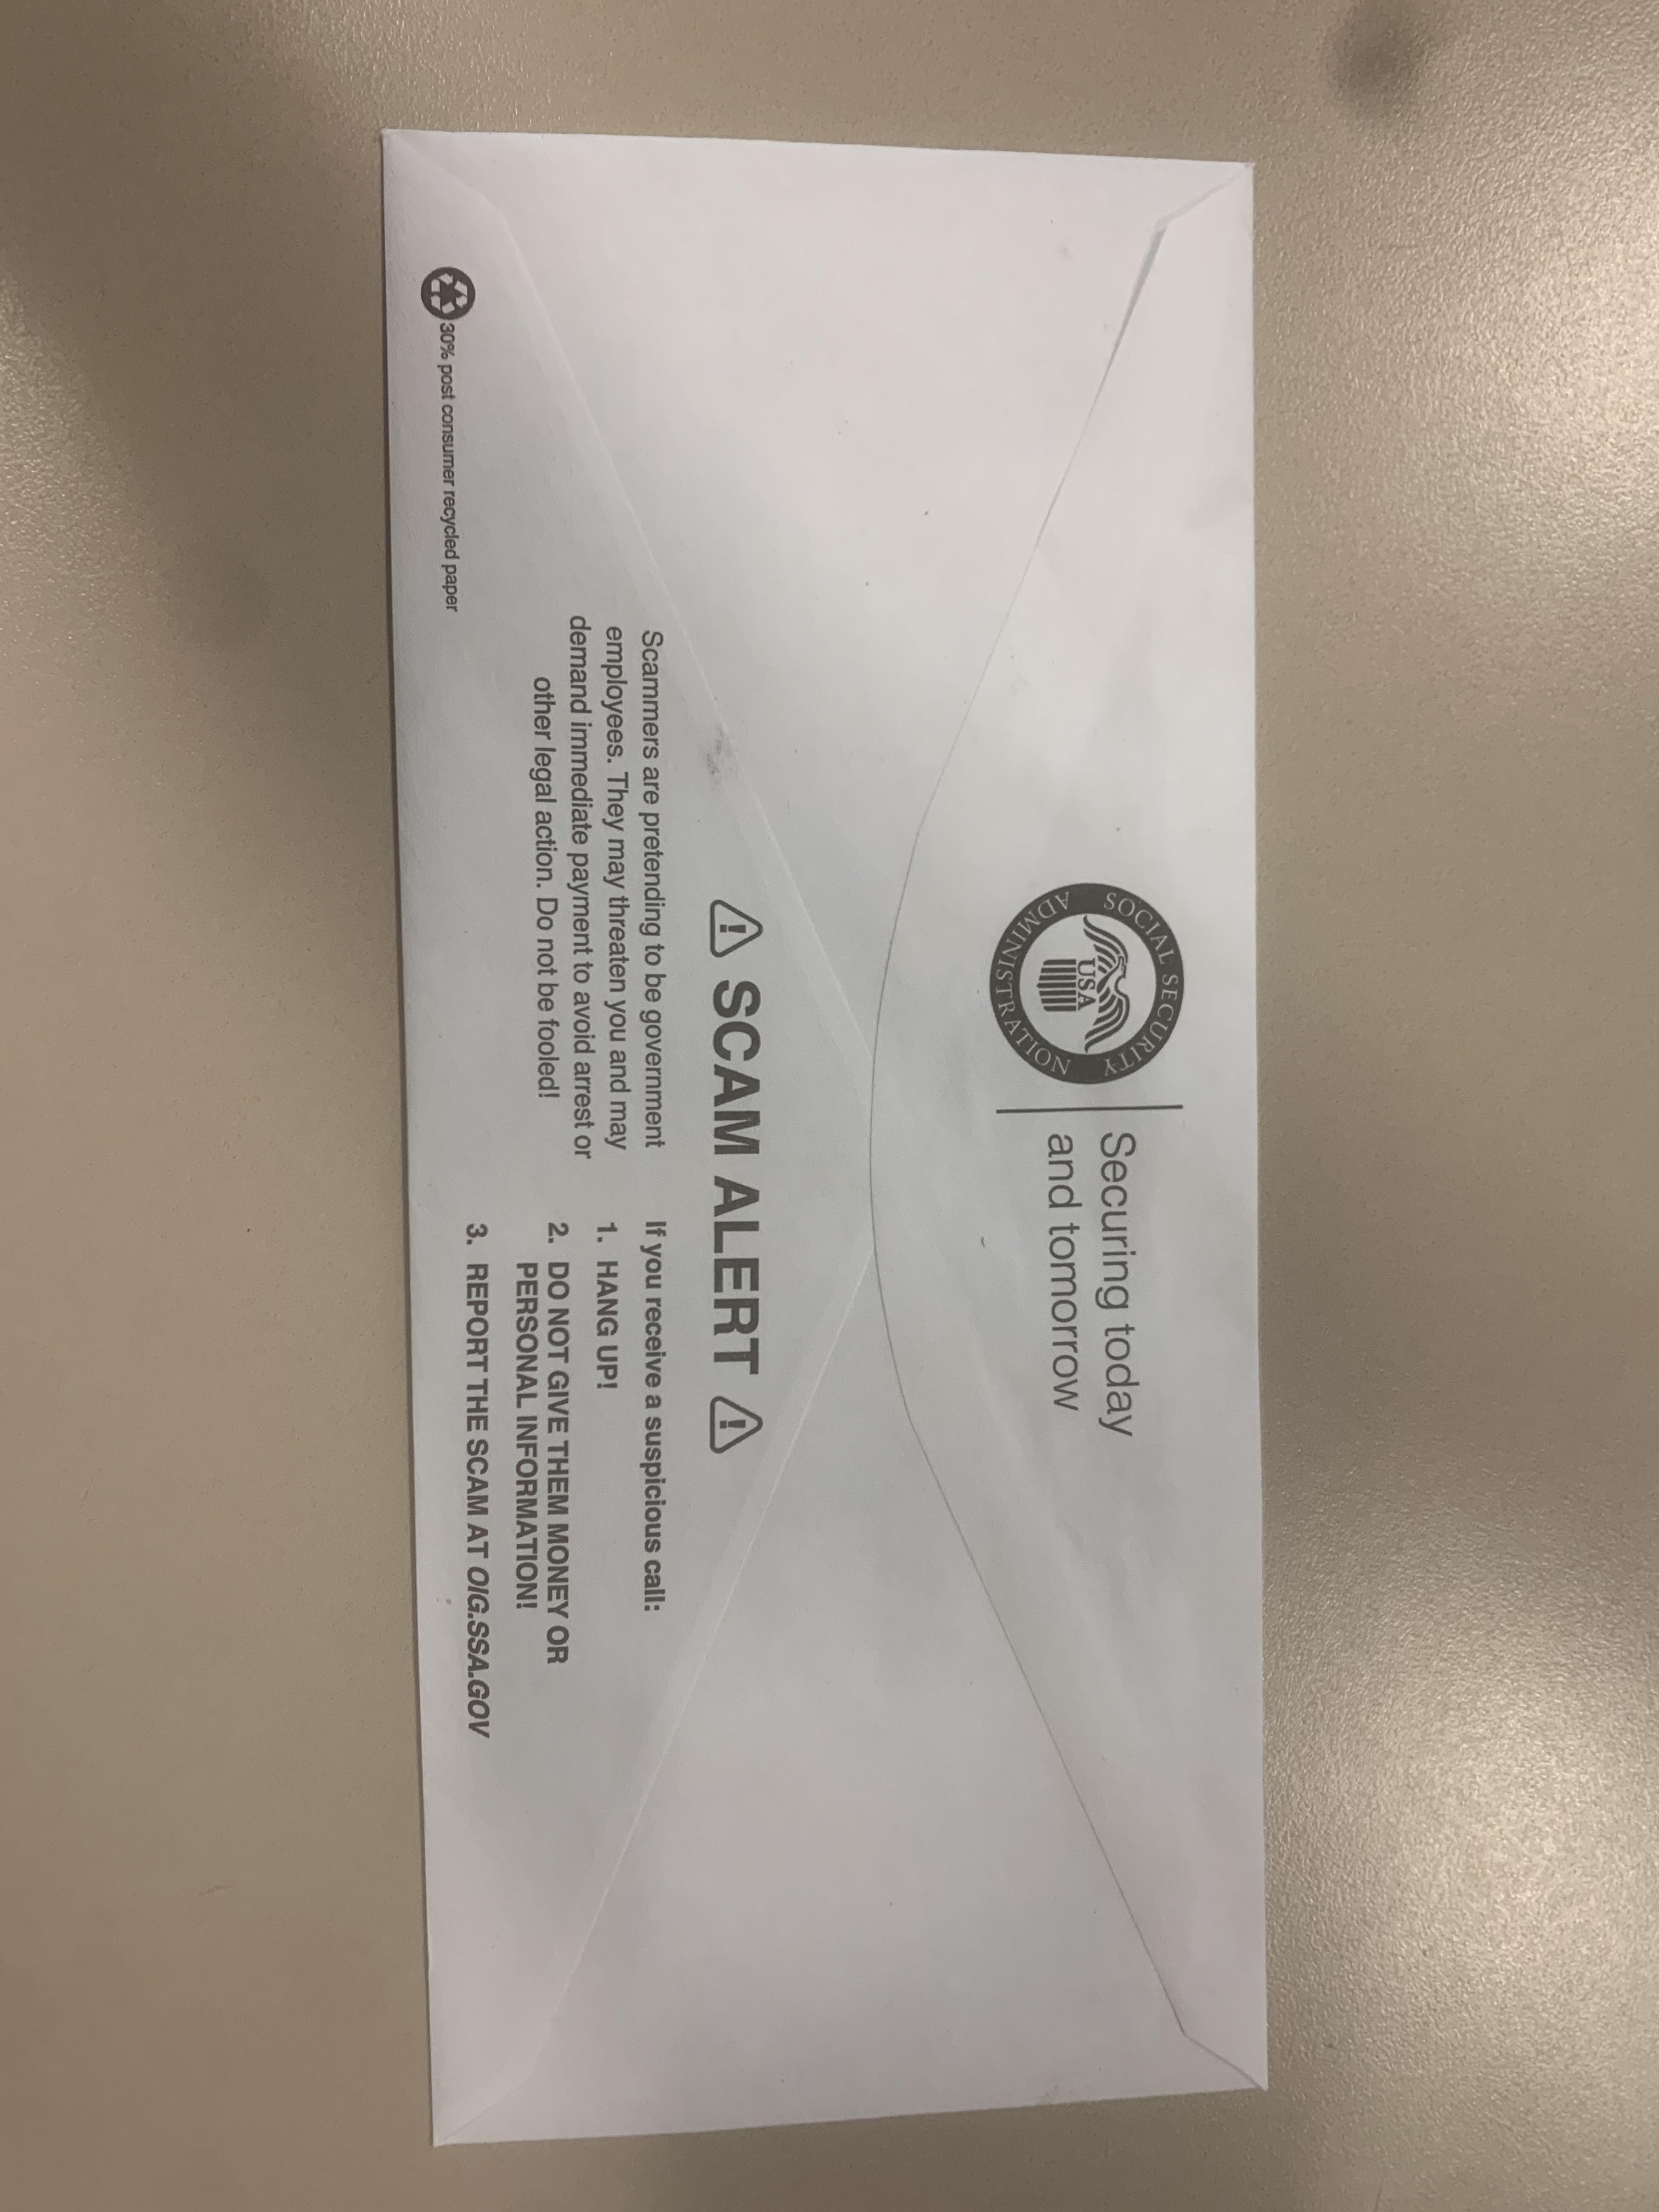 SOCIAL SECURITY
ADMINISTRATION
USA
Securing today
and tomorrow
SCAM ALERT
Scammers are pretending to be government
employees. They may threaten you and may
demand immediate payment to avoid arrest or
other legal action. Do not be fooled!
If you receive a suspicious call:
1. HANG UP!
2. DO NOT GIVE THEM MONEY OR
PERSONAL INFORMATION!
3. REPORT THE SCAM AT OIG.SSA.GOV
30% post consumer recycled paper